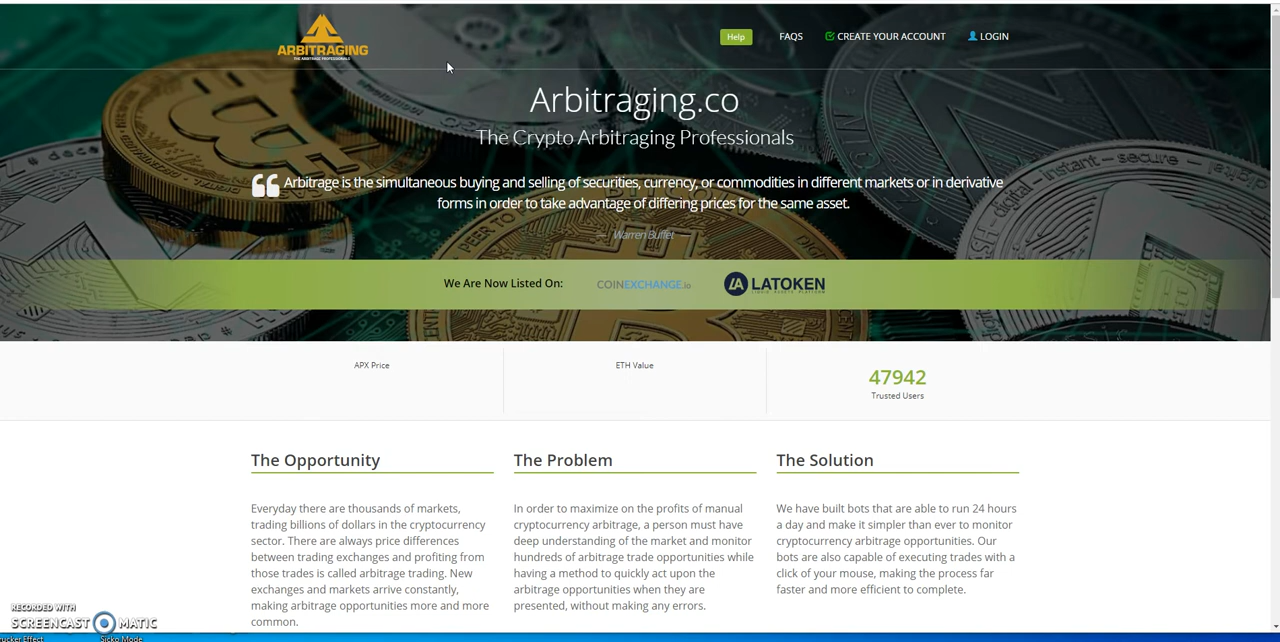 ARBITRAGING
THE ARBITRAGE PROFESSIONALS
Help
FAQS
CREATE YOUR ACCOUNT
LOGIN
Arbitraging.co
The Crypto Arbitraging Professionals
Arbitrage is the simultaneous buying and selling of securities, currency, or commodities in different markets or in derivative
forms in order to take advantage of differing prices for the same asset.
— Warren Buffet —
We Are Now Listed On:
COINEXCHANGE.io
LATOKEN
LIQUID ASSETS PLATFORM
APX Price
ETH Value
47942
Trusted Users
The Opportunity
Everyday there are thousands of markets,
trading billions of dollars in the cryptocurrency
sector. There are always price differences
between trading exchanges and profiting from
those trades is called arbitrage trading. New
exchanges and markets arrive constantly,
making arbitrage opportunities more and more
common.
The Problem
In order to maximize on the profits of manual
cryptocurrency arbitrage, a person must have
deep understanding of the market and monitor
hundreds of arbitrage trade opportunities while
having a method to quickly act upon the
arbitrage opportunities when they are
presented, without making any errors.
The Solution
We have built bots that are able to run 24 hours
a day and make it simpler than ever to monitor
cryptocurrency arbitrage opportunities. Our
bots are also capable of executing trades with a
click of your mouse, making the process far
faster and more efficient to complete.
RECORDED WITH
SCREENCAST MATIC
rucker Effect
Sicko Mode